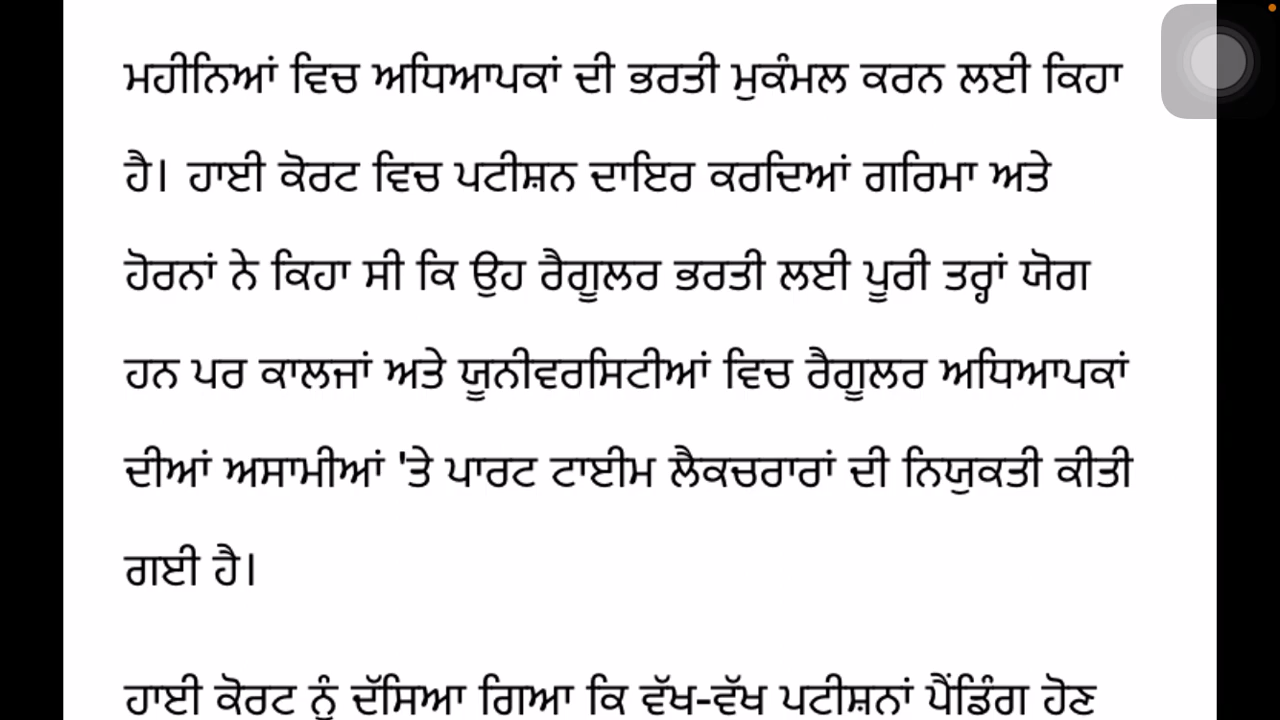 ਮਹੀਨਿਆਂ ਵਿਚ ਅਧਿਆਪਕਾਂ ਦੀ ਭਰਤੀ ਮੁਕੰਮਲ ਕਰਨ ਲਈ ਕਿਹਾ
ਹੈ। ਹਾਈ ਕੋਰਟ ਵਿਚ ਪਟੀਸ਼ਨ ਦਾਇਰ ਕਰਦਿਆਂ ਗਰਿਮਾ ਅਤੇ
ਹੋਰਨਾਂ ਨੇ ਕਿਹਾ ਸੀ ਕਿ ਉਹ ਰੈਗੂਲਰ ਭਰਤੀ ਲਈ ਪੂਰੀ ਤਰ੍ਹਾਂ ਯੋਗ
ਹਨ ਪਰ ਕਾਲਜਾਂ ਅਤੇ ਯੂਨੀਵਰਸਿਟੀਆਂ ਵਿਚ ਰੈਗੂਲਰ ਅਧਿਆਪਕਾਂ
ਦੀਆਂ ਅਸਾਮੀਆਂ 'ਤੇ ਪਾਰਟ ਟਾਈਮ ਲੈਕਚਰਾਰਾਂ ਦੀ ਨਿਯੁਕਤੀ ਕੀਤੀ
ਗਈ ਹੈ।
ਹਾਈ ਕੋਰਟ ਨੂੰ ਦੱਸਿਆ ਗਿਆ ਕਿ ਵੱਖ-ਵੱਖ ਪਟੀਸ਼ਨਾਂ ਪੈਂਡਿੰਗ ਹੋਣ